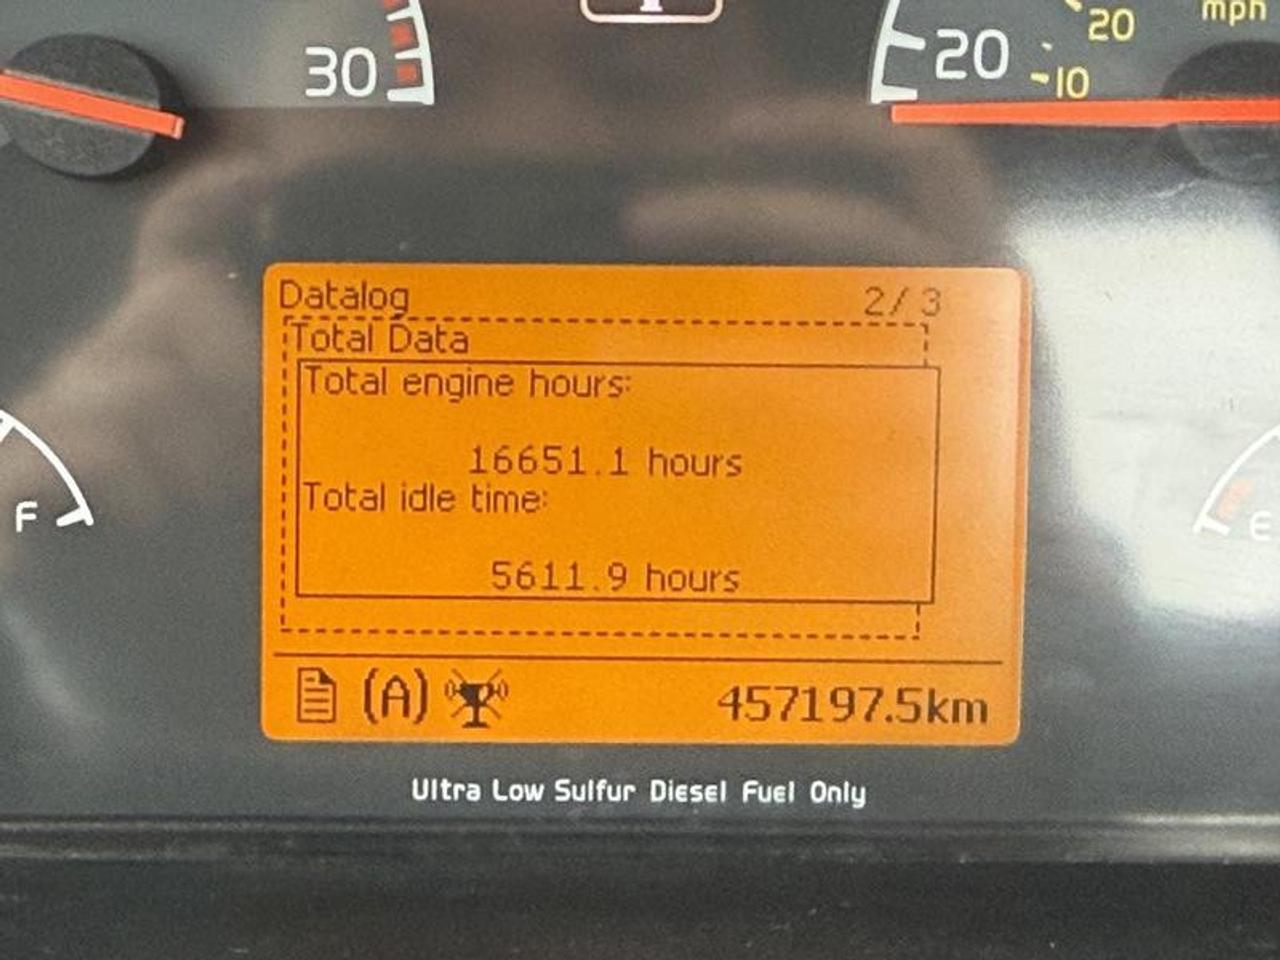 30
20
20
mph
10
Datalog 2/ 3
Total Data
Total engine hours:
16651.1 hours
Total idle time:
5611.9 hours
F
E
(A) 457197.5km
Ultra Low Sulfur Diesel Fuel Only